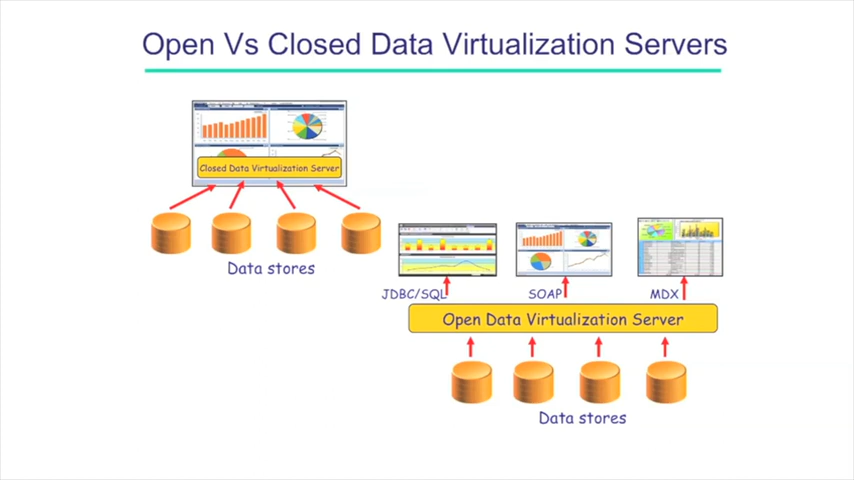 Open Vs Closed Data Virtualization Servers
Closed Data Virtualization Server
Data stores
JDBC/SQL
SOAP
MDX
Open Data Virtualization Server
Data stores